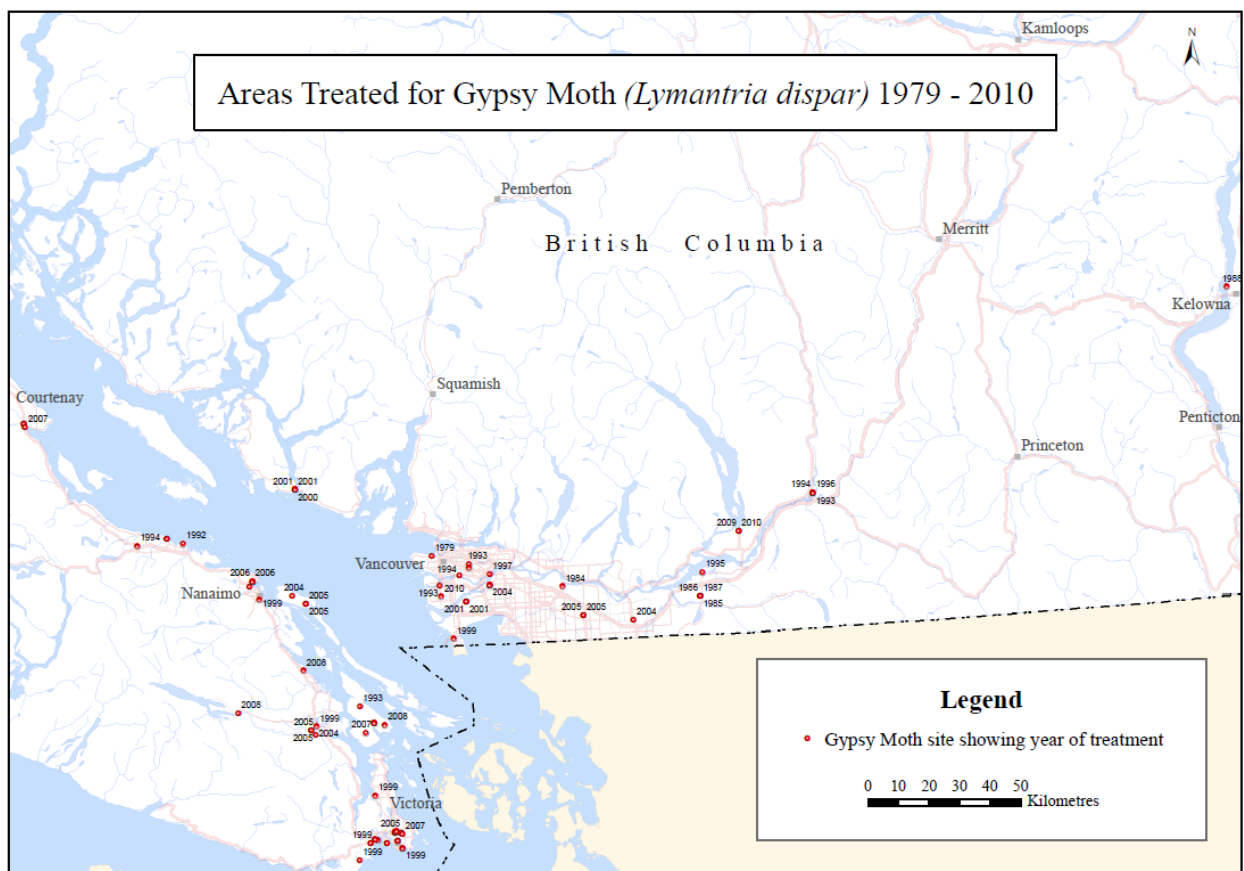 Kamloops
N
Areas Treated for Gypsy Moth (Lymantria dispar) 1979 - 2010
Pemberton
British Columbia
Merritt
1988
Kelowna
Squamish
Courtenay
2007
Penticton
Princeton
2001 2001
2000
1994 1996
1993
2009 2010
1994 1992
1979
Vancouver
1993
1994 1997
1995
2006 2006
Nanaimo
2004
1999
2005
2005
1993 2010
2004
2001 2001
1984
1986 1987
1985
2005 2005
2004
1999
2008
2008
1993
2005 1999
2005 2004
2007 2008
1999
Victoria
2005 2007
1999
1999
1999
Legend
Gypsy Moth site showing year of treatment
0 10 20 30 40 50
Kilometres